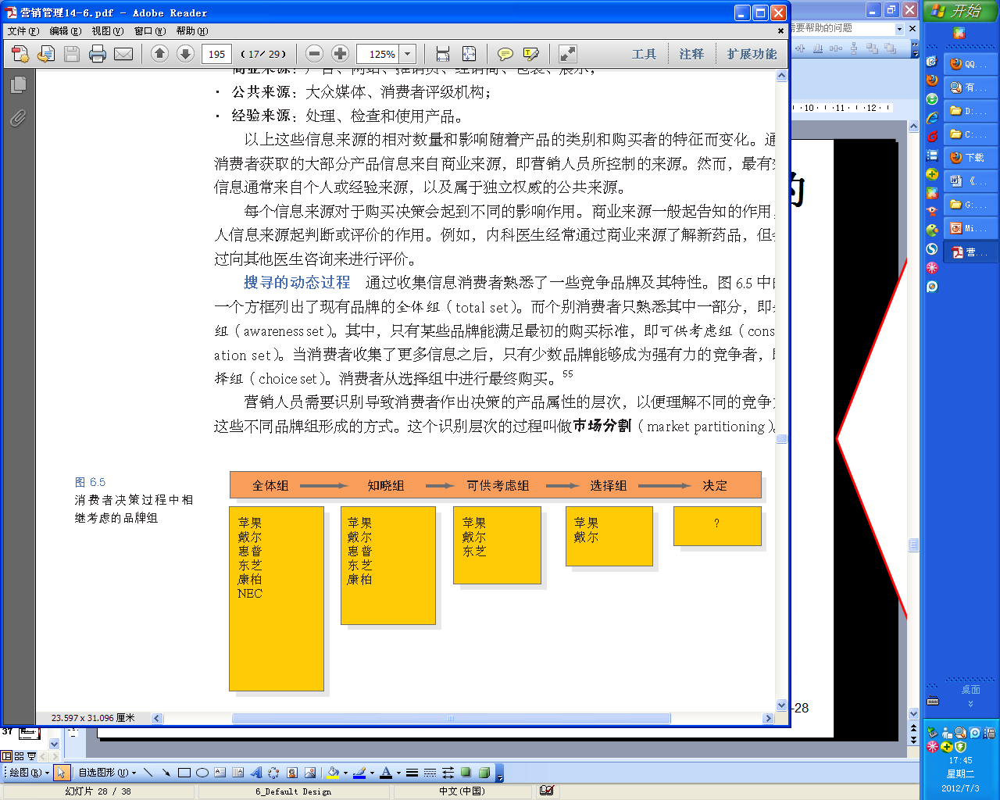 营销管理14-6.pdf - Adobe Reader
文件(F) 编辑(E) 视图(V) 窗口(W) 帮助(H)
195 (17/ 29) 125% 工具 注释 扩展功能
商业来源：广告、网站、推销员、经销商、包装、展示；
· 公共来源：大众媒体、消费者评级机构；
· 经验来源：处理、检查和使用产品。
以上这些信息来源的相对数量和影响随着产品的类别和购买者的特征而变化。通
消费者获取的大部分产品信息来自商业来源，即营销人员所控制的来源。然而，最有效
信息通常来自个人或经验来源，以及属于独立权威的公共来源。
每个信息来源对于购买决策会起到不同的影响作用。商业来源一般起告知的作用，
人信息来源起判断或评价的作用。例如，内科医生经常通过商业来源了解新药品，但会
过向其他医生咨询来进行评价。
搜寻的动态过程 通过收集信息消费者熟悉了一些竞争品牌及其特性。图 6.5 中的
一个方框列出了现有品牌的全体组（total set）。而个别消费者只熟悉其中一部分，即
组（awareness set）。其中，只有某些品牌能满足最初的购买标准，即可供考虑组（cons
ation set）。当消费者收集了更多信息之后，只有少数品牌能够成为强有力的竞争者，即
择组（choice set）。消费者从选择组中进行最终购买。55
营销人员需要识别导致消费者作出决策的产品属性的层次，以便理解不同的竞争力
这些不同品牌组形成的方式。这个识别层次的过程叫做市场分割（market partitioning）。
图 6.5
消费者决策过程中相
继考虑的品牌组
全体组 知晓组 可供考虑组 选择组 决定
苹果
戴尔
惠普
东芝
康柏
NEC
苹果
戴尔
惠普
东芝
康柏
苹果
戴尔
东芝
苹果
戴尔
?
23.597 x 31.096 厘米
需要帮助的问题
·10· ·11· ·12·
的
-28
37
绘图(R) 自选图形(U)
幻灯片 28 / 38 6_Default Design 中文(中国)
开始
QQ...
有...
D:...
C:...
下载
《...
G:...
Mi...
营...
桌面
17:45
星期二
2012/7/3